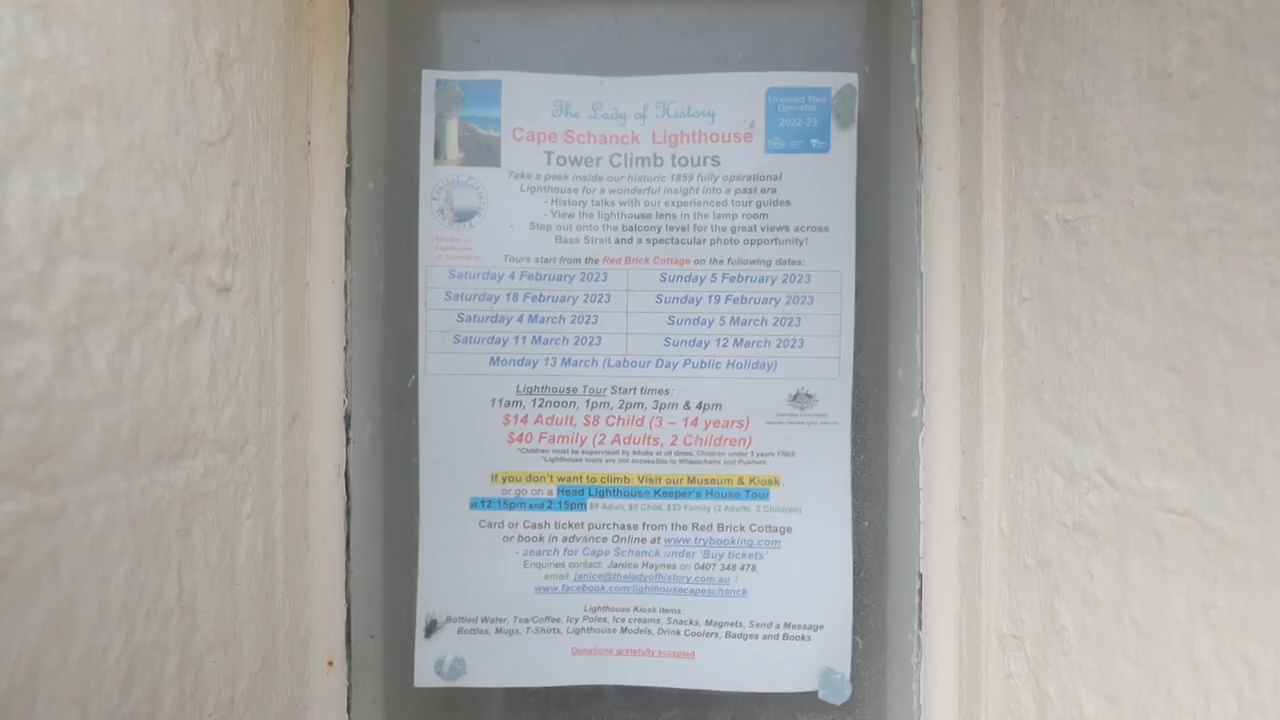 The Lady of History
Cape Schanck Lighthouse
Tower Climb tours
Licensed Tour
Operator
2022-23
Take a peek inside our historic 1859 fully operational
Lighthouse for a wonderful insight into a past era
- History talks with our experienced tour guides
- View the lighthouse lens in the lamp room
Step out onto the balcony level for the great views across
Bass Strait and a spectacular photo opportunity!
Tours start from the Red Brick Cottage on the following dates:
Saturday 4 February 2023 Sunday 5 February 2023
Saturday 18 February 2023 Sunday 19 February 2023
Saturday 4 March 2023 Sunday 5 March 2023
Saturday 11 March 2023 Sunday 12 March 2023
Monday 13 March (Labour Day Public Holiday)
Lighthouse Tour Start times:
11am, 12noon, 1pm, 2pm, 3pm & 4pm
$14 Adult, $8 Child (3 – 14 years)
$40 Family (2 Adults, 2 Children)
*Children must be supervised by adults at all times. Children under 3 years FREE.
*Lighthouse tours are not accessible to Wheelchairs and Pushers
If you don't want to climb: Visit our Museum & Kiosk,
or go on a Head Lighthouse Keeper's House Tour
at 12:15pm and 2:15pm $9 Adult, Child, $23 Family (2 Adults, 2 Children)
Card or Cash ticket purchase from the Red Brick Cottage
or book in advance Online at www.trybooking.com
- search for Cape Schanck under 'Buy tickets'
Enquiries contact: Janice Haynes on 0407 348 478,
email: janice@theladyofhistory.com.au
www.facebook.com/lighthousecapeschanck
Lighthouse Kiosk items:
Bottled Water, Tea/Coffee, Icy Poles, Ice creams, Snacks, Magnets, Send a Message
Bottles, Mugs, T-Shirts, Lighthouse Models, Drink Coolers, Badges and Books
Donations gratefully accepted